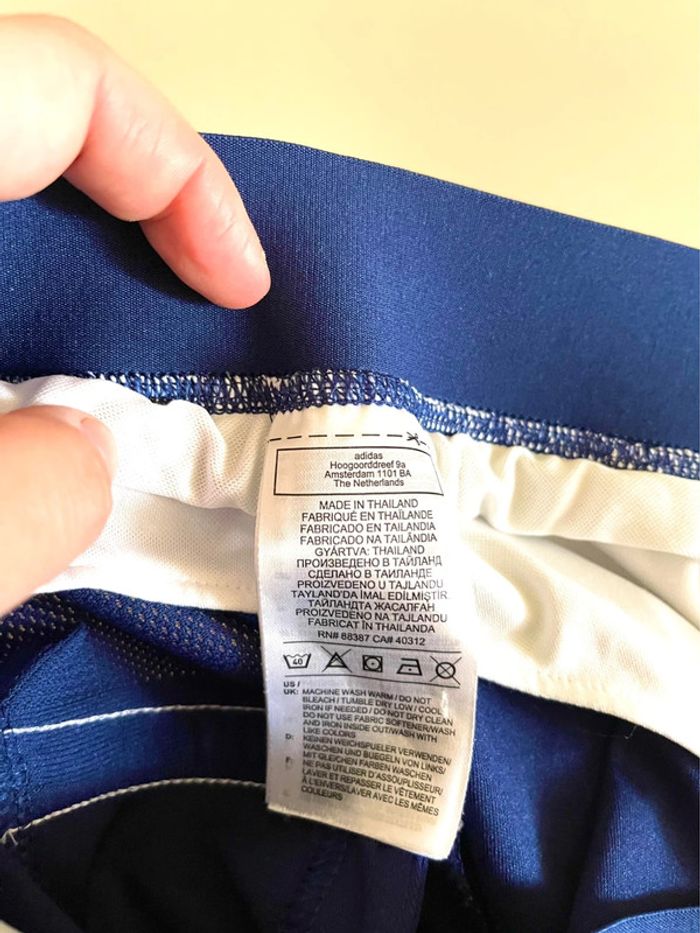 adidas
Hoogoorddreef 9a
Amsterdam 1101 BA
The Netherlands
MADE IN THAILAND
FABRIQUÉ EN THAÏLANDE
FABRICADO EN TAILANDIA
FABRICADO NA TAILÂNDIA
GYÁRTVA: THAILAND
ПРОИЗВЕДЕНО В ТАЙЛАНД
СДЕЛАНО В ТАИЛАНДЕ
PROIZVEDENO U TAJLANDU
TAYLAND'DA İMAL EDİLMİŞTİR.
ТАЙЛАНДТА ЖАСАЛҒАН
PROIZVEDENO NA TAJLANDU
FABRICAT ÎN THAILANDA
RN# 88387 CA# 40312
40
US /
UK: MACHINE WASH WARM / DO NOT
BLEACH / TUMBLE DRY LOW / COOL
IRON IF NEEDED / DO NOT DRY CLEAN
DO NOT USE FABRIC SOFTENER/WASH
AND IRON INSIDE OUT/WASH WITH
LIKE COLORS
D: KEINEN WEICHSPUELER VERWENDEN/
WASCHEN UND BUEGELN VON LINKS/
MIT GLEICHEN FARBEN WASCHEN
F: NE PAS UTILISER D'ASSOUPLISSEUR/
LAVER ET REPASSER LE VÊTEMENT
À L'ENVERS/LAVER AVEC LES MÊMES
COULEURS